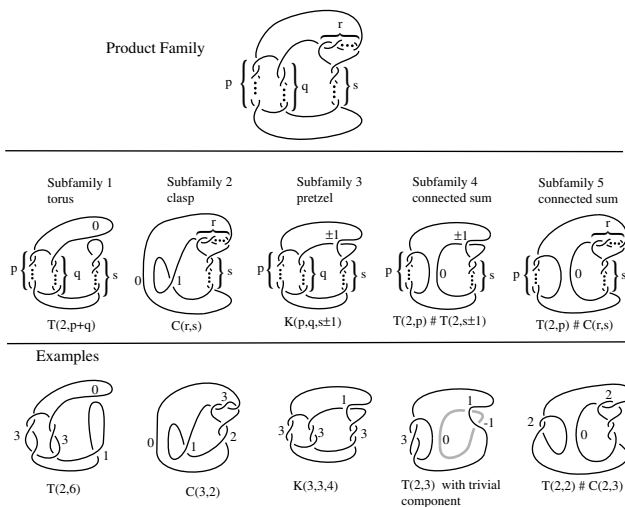 r
Product Family
p
q
s
Subfamily 1
torus
Subfamily 2
clasp
Subfamily 3
pretzel
Subfamily 4
connected sum
Subfamily 5
connected sum
0
p
q
s
T(2,p+q)
r
0
1
s
C(r,s)
±1
p
q
s
K(p,q,s±1)
±1
p
0
s
T(2,p) # T(2,s±1)
r
p
0
s
T(2,p) # C(r,s)
Examples
0
3
3
1
T(2,6)
3
0
1
2
C(3,2)
1
3
3
3
K(3,3,4)
1
-1
3
0
T(2,3) with trivial
component
2
2
0
2
T(2,2) # C(2,3)